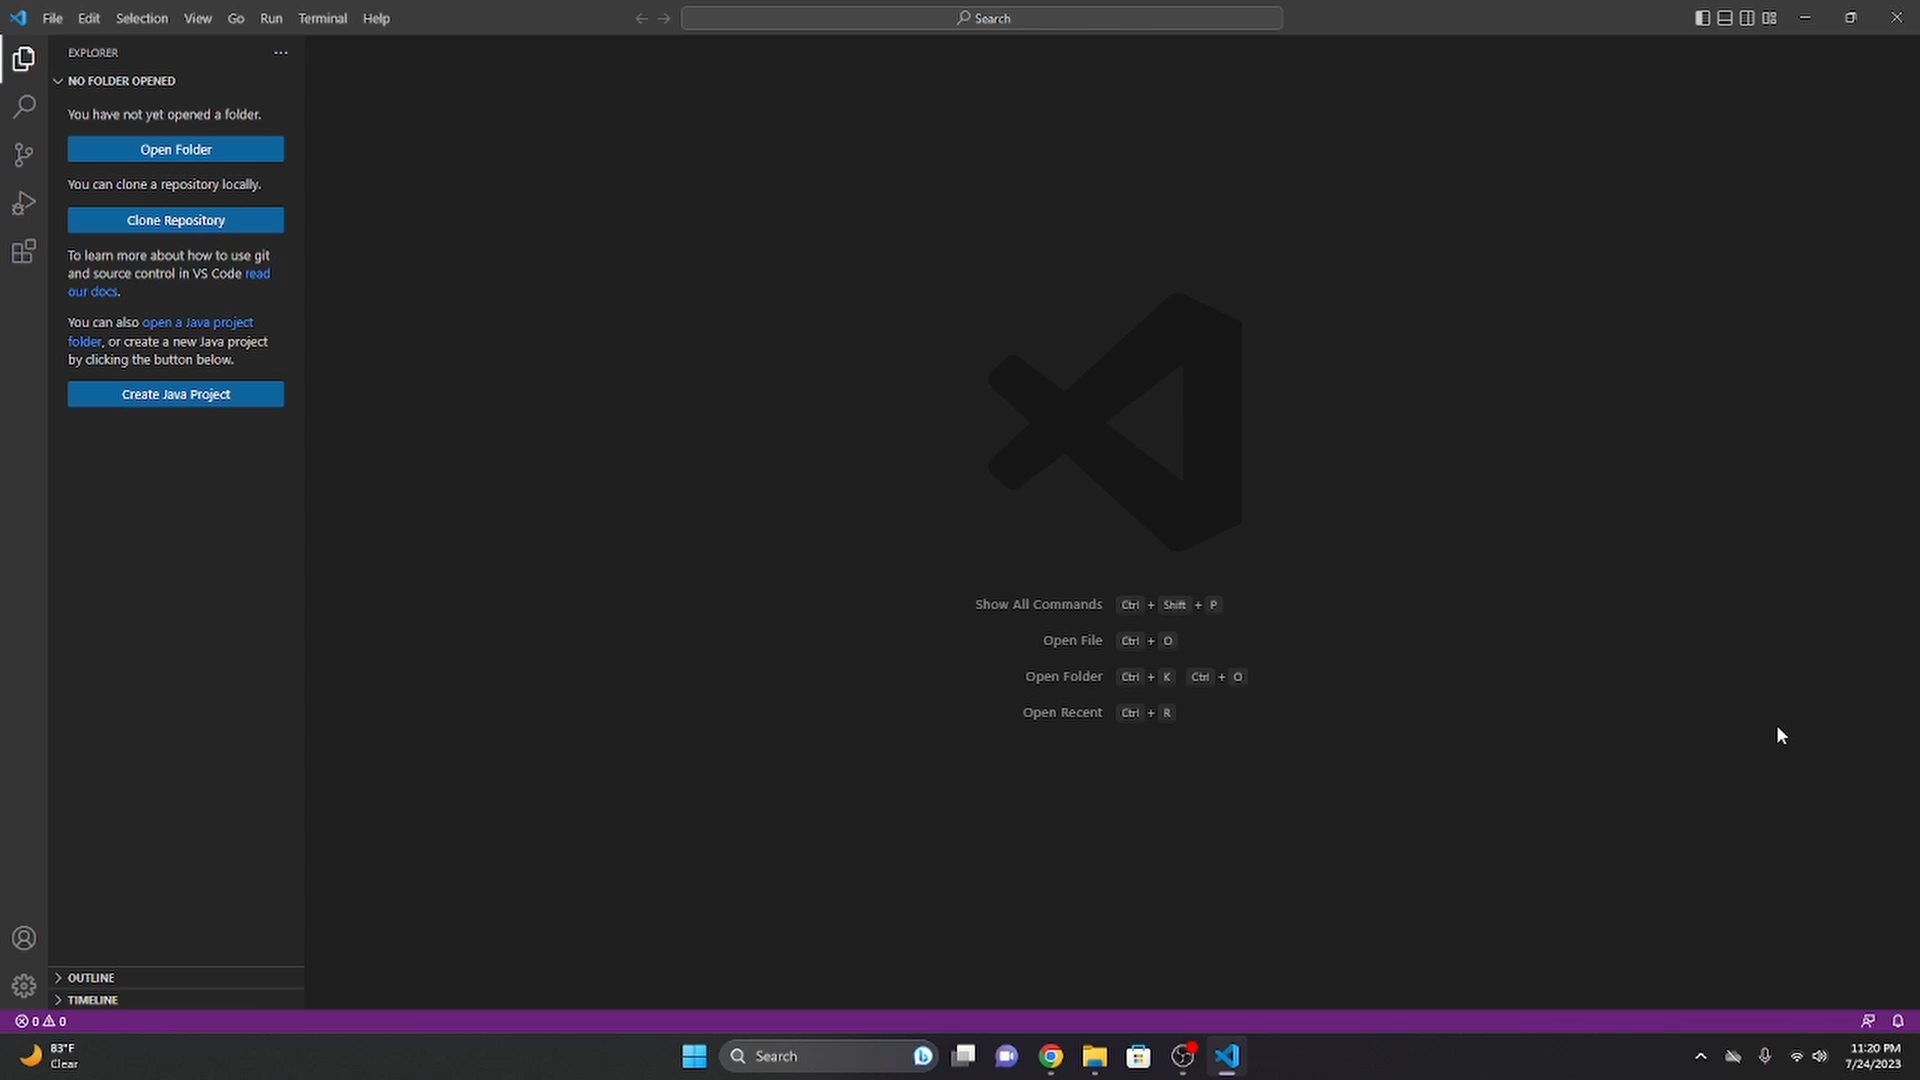 File Edit Selection View Go Run Terminal Help
Search
EXPLORER
NO FOLDER OPENED
You have not yet opened a folder.
Open Folder
You can clone a repository locally.
Clone Repository
To learn more about how to use git
and source control in VS Code read
our docs.
You can also open a Java project
folder, or create a new Java project
by clicking the button below.
Create Java Project
Show All Commands Ctrl + Shift + P
Open File Ctrl + O
Open Folder Ctrl + K Ctrl + O
Open Recent Ctrl + R
OUTLINE
TIMELINE
0 0
83°F
Clear
Search
11:20 PM
7/24/2023